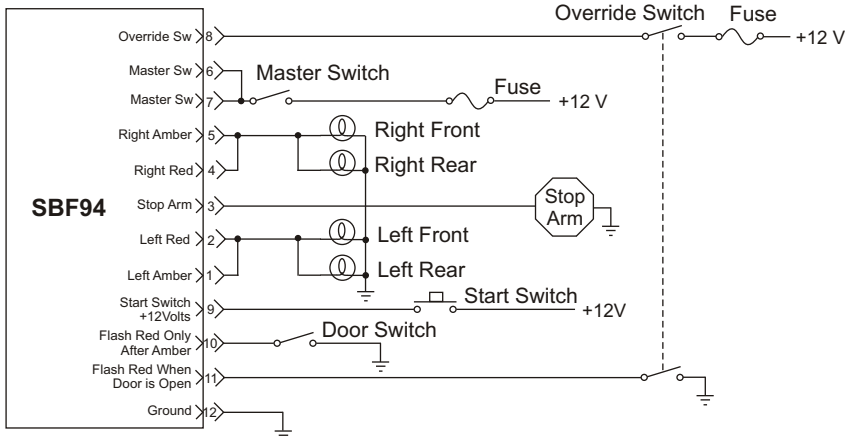 Override Switch Fuse
Override Sw 8 +12 V
Master Sw 6
Master Switch
Master Sw 7 Fuse +12 V
Right Amber 5 Right Front
Right Red 4 Right Rear
SBF94
Stop Arm 3 Stop
Arm
Left Red 2 Left Front
Left Amber 1 Left Rear
Start Switch
+12Volts 9 Start Switch +12V
Flash Red Only
After Amber 10 Door Switch
Flash Red When
Door is Open 11
Ground 12